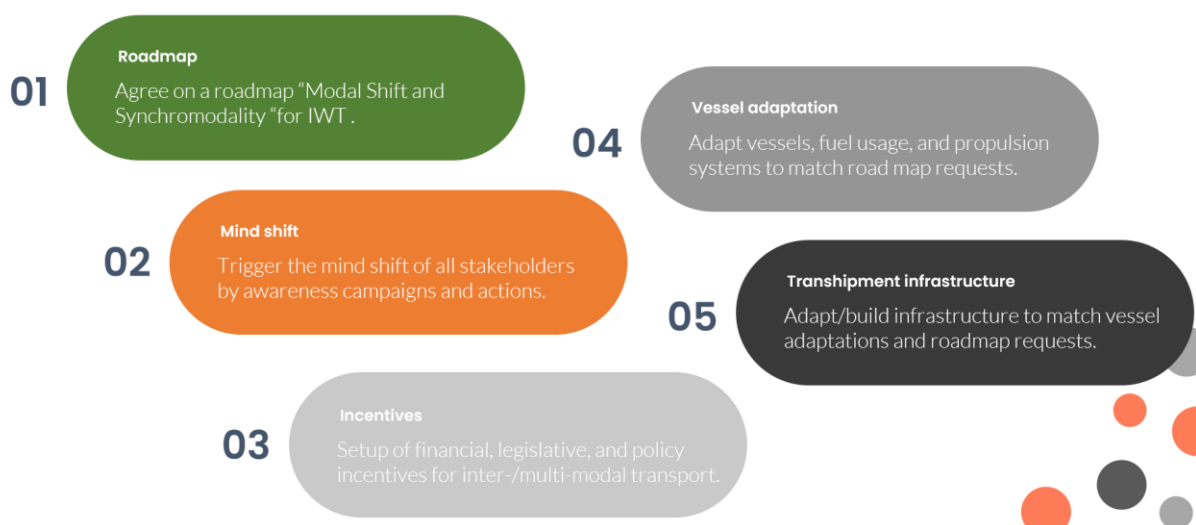 01
Roadmap
Agree on a roadmap “Modal Shift and
Synchromodality “for IWT .
02
Mind shift
Trigger the mind shift of all stakeholders
by awareness campaigns and actions.
03
Incentives
Setup of financial, legislative, and policy
incentives for inter-/multi-modal transport.
04
Vessel adaptation
Adapt vessels, fuel usage, and propulsion
systems to match road map requests.
05
Transhipment infrastructure
Adapt/build infrastructure to match vessel
adaptations and roadmap requests.